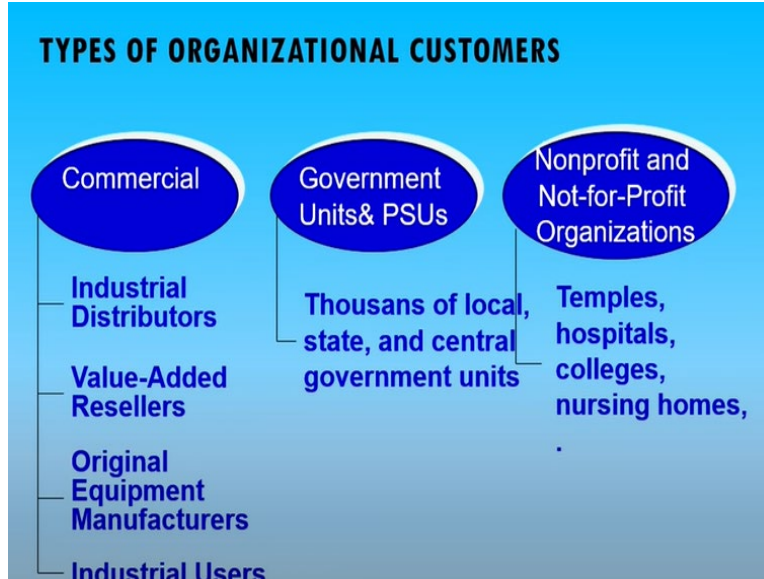 TYPES OF ORGANIZATIONAL CUSTOMERS
Commercial
Industrial
Distributors
Value-Added
Resellers
Original
Equipment
Manufacturers
Industrial Users
Government
Units& PSUs
Thousans of local,
state, and central
government units
Nonprofit and
Not-for-Profit
Organizations
Temples,
hospitals,
colleges,
nursing homes,
.